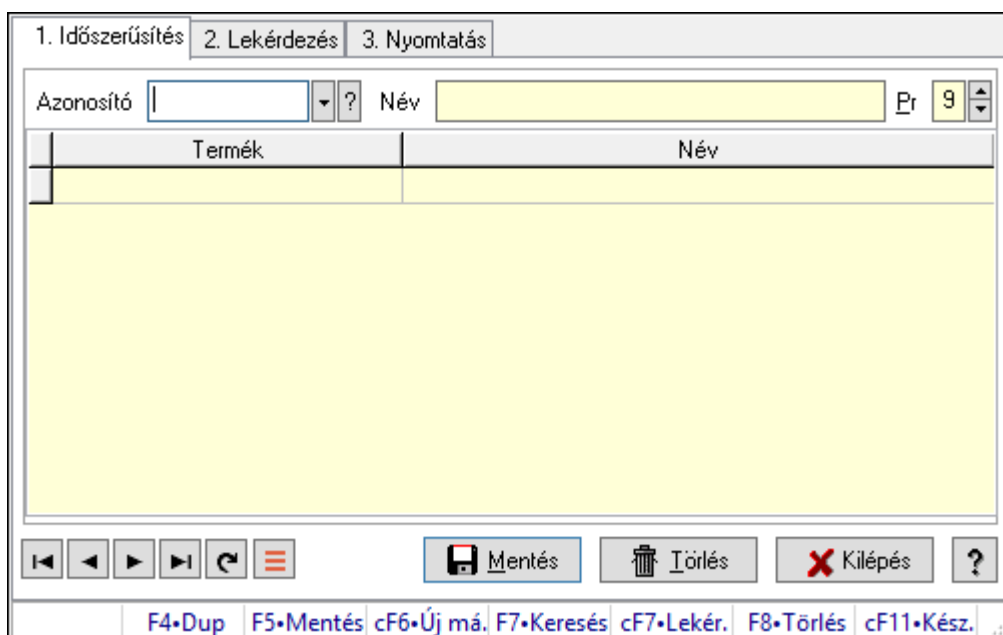 1. Időszerűsítés 2. Lekérdezés 3. Nyomtatás
Azonosító ? Név Pr 9
Termék Név
Mentés Törlés Kilépés ?
F4•Dup F5•Mentés cF6•Új má. F7•Keresés cF7•Lekér. F8•Törlés cF11•Kész.